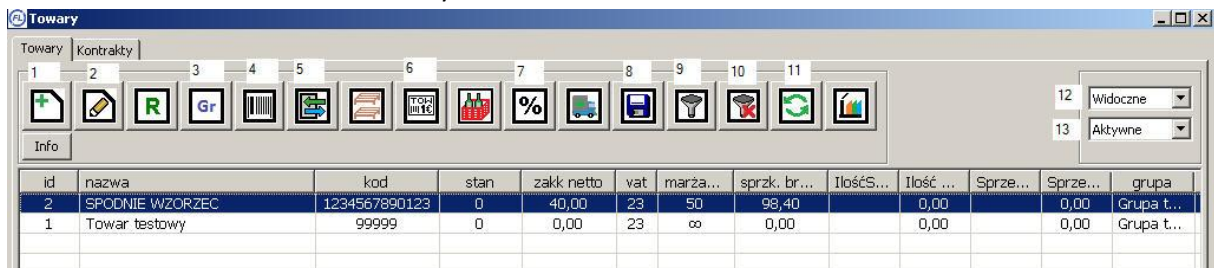 FL Towary
Towary Kontrakty
1 2 3 4 5 6 7 8 9 10 11
R Gr TOW 1€ %
12 Widoczne
13 Aktywne
Info
id nazwa kod stan zakk netto vat marża... sprzk. br... IlośćS... Ilość ... Sprze... Sprze... grupa
2 SPODNIE WZORZEC 1234567890123 0 40,00 23 50 98,40 0,00 0,00 Grupa t...
1 Towar testowy 99999 0 0,00 23 ∞ 0,00 0,00 0,00 Grupa t...